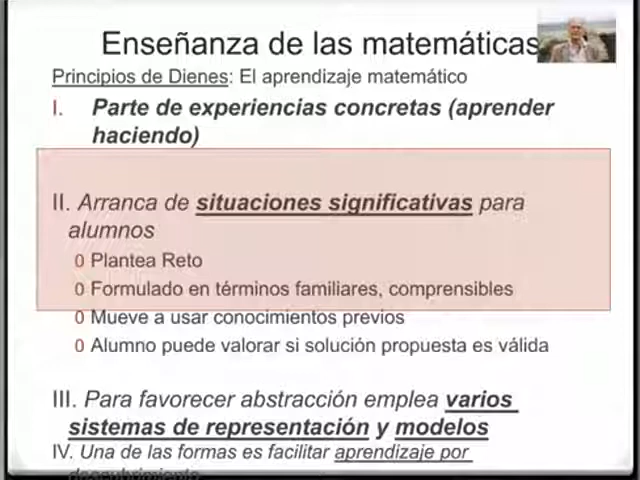 Enseñanza de las matemáticas
Principios de Dienes: El aprendizaje matemático
I. Parte de experiencias concretas (aprender
haciendo)
II. Arranca de situaciones significativas para
alumnos
0 Plantea Reto
0 Formulado en términos familiares, comprensibles
0 Mueve a usar conocimientos previos
0 Alumno puede valorar si solución propuesta es válida
III. Para favorecer abstracción emplea varios
sistemas de representación y modelos
IV. Una de las formas es facilitar aprendizaje por
descubrimiento